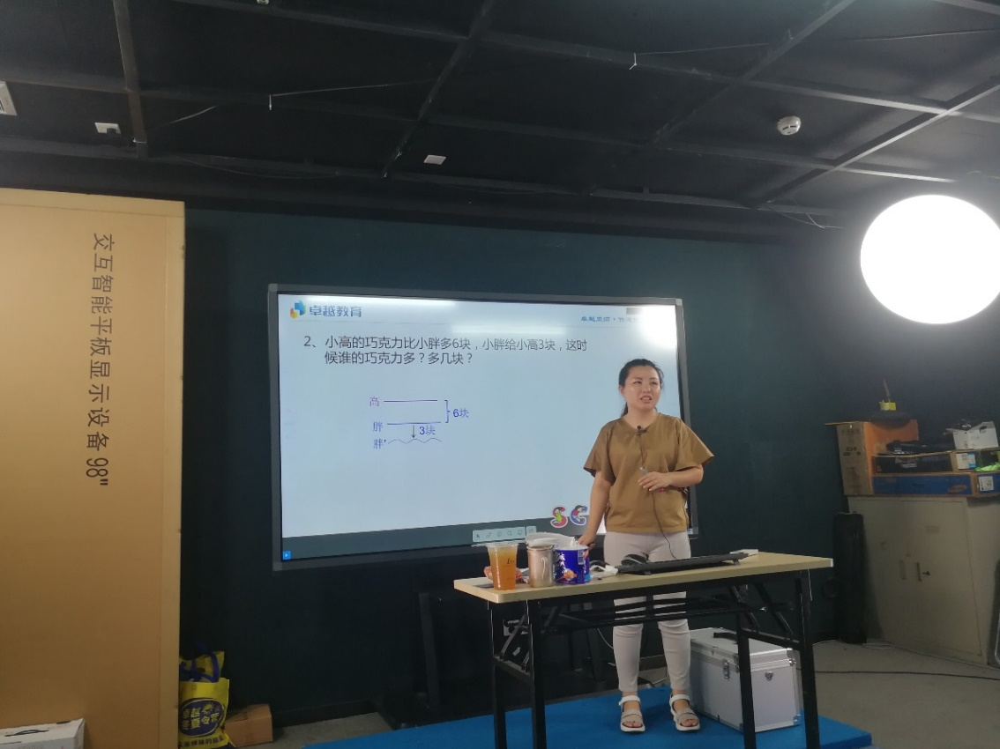 交互智能平板显示设备98"
卓越教育
2、小高的巧克力比小胖多6块，小胖给小高3块，这时
候谁的巧克力多？多几块？
高
6块
胖
3块
胖'